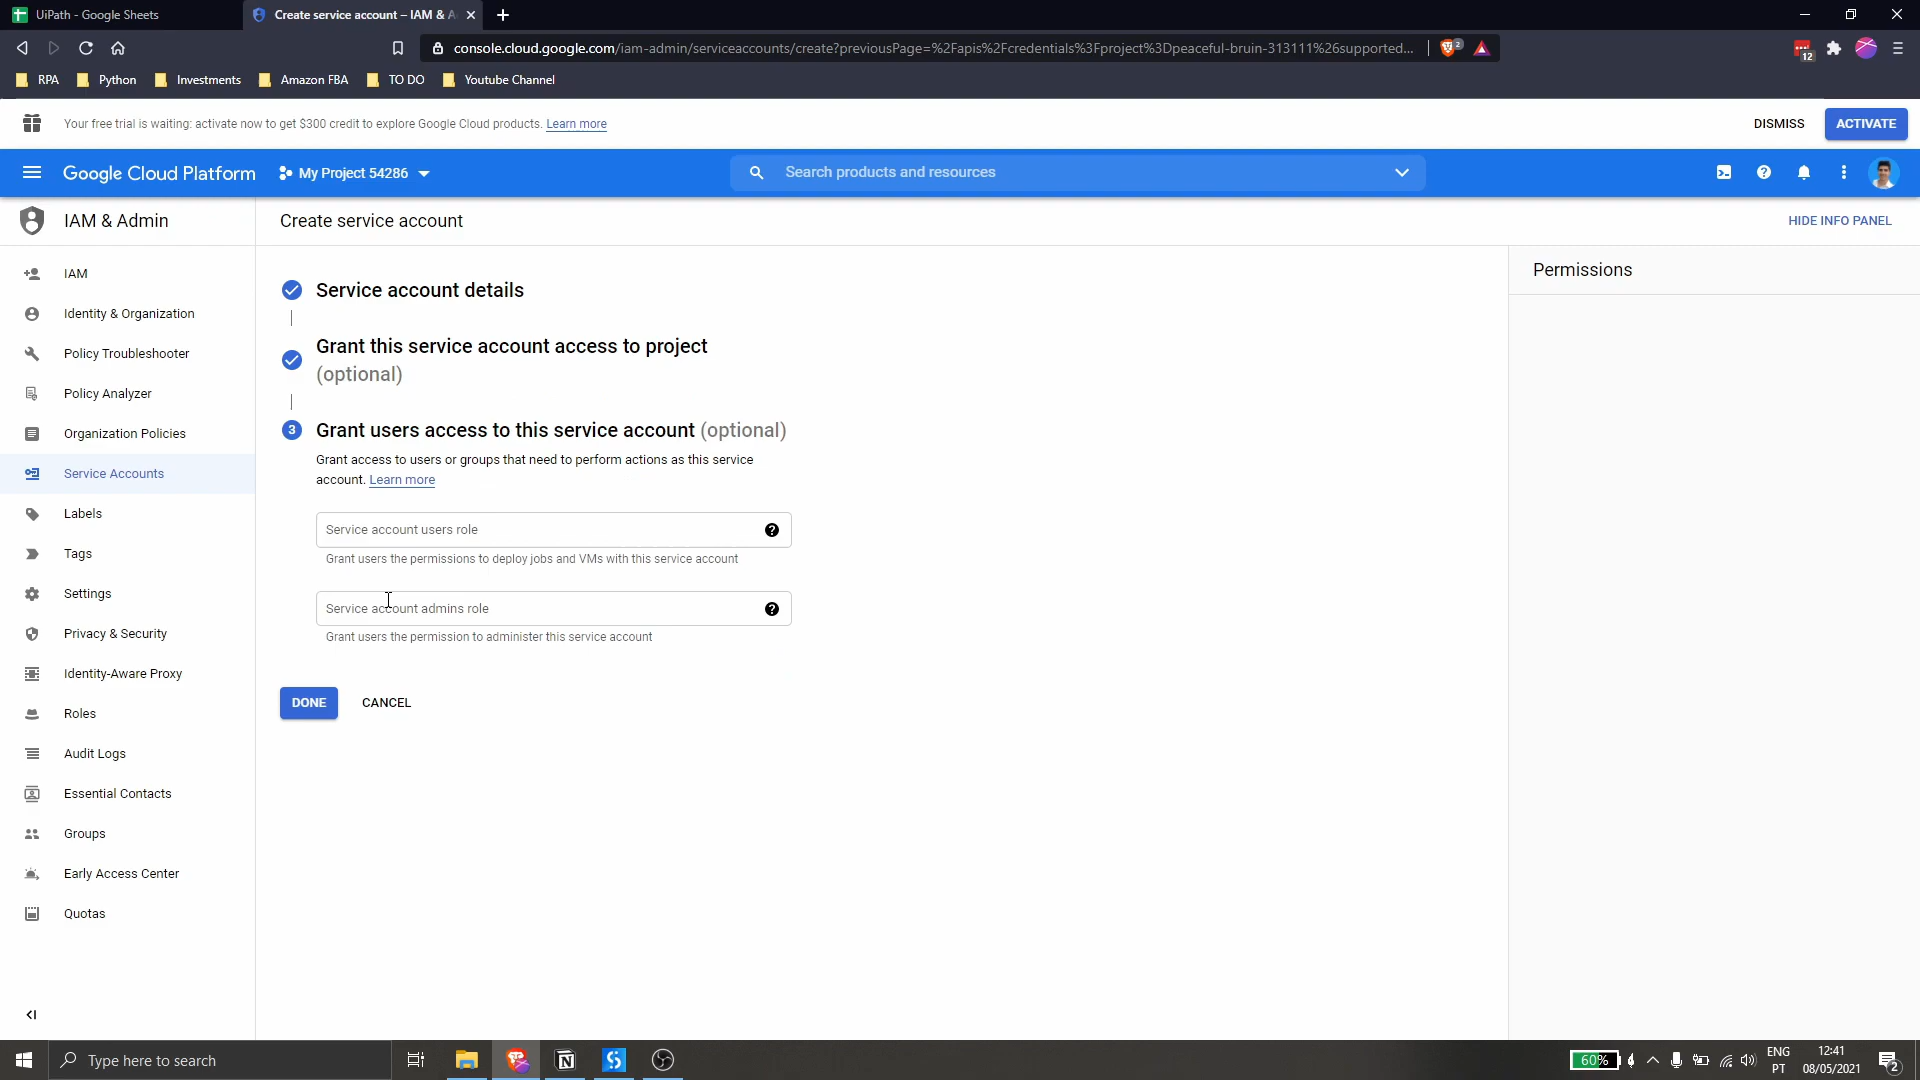 UiPath - Google Sheets
Create service account – IAM & A
console.cloud.google.com/iam-admin/serviceaccounts/create?previousPage=%2Fapis%2Fcredentials%3Fproject%3Dpeaceful-bruin-313111%26supported...
2
12
RPA
Python
Investments
Amazon FBA
TO DO
Youtube Channel
Your free trial is waiting: activate now to get $300 credit to explore Google Cloud products. Learn more
DISMISS
ACTIVATE
Google Cloud Platform
My Project 54286
Search products and resources
IAM & Admin
Create service account
HIDE INFO PANEL
IAM
Identity & Organization
Policy Troubleshooter
Policy Analyzer
Organization Policies
Service Accounts
Labels
Tags
Settings
Privacy & Security
Identity-Aware Proxy
Roles
Audit Logs
Essential Contacts
Groups
Early Access Center
Quotas
Service account details
Grant this service account access to project
(optional)
3
Grant users access to this service account (optional)
Grant access to users or groups that need to perform actions as this service
account. Learn more
Service account users role
Grant users the permissions to deploy jobs and VMs with this service account
Service account admins role
Grant users the permission to administer this service account
DONE
CANCEL
Permissions
Type here to search
60%
ENG
PT
12:41
08/05/2021
2